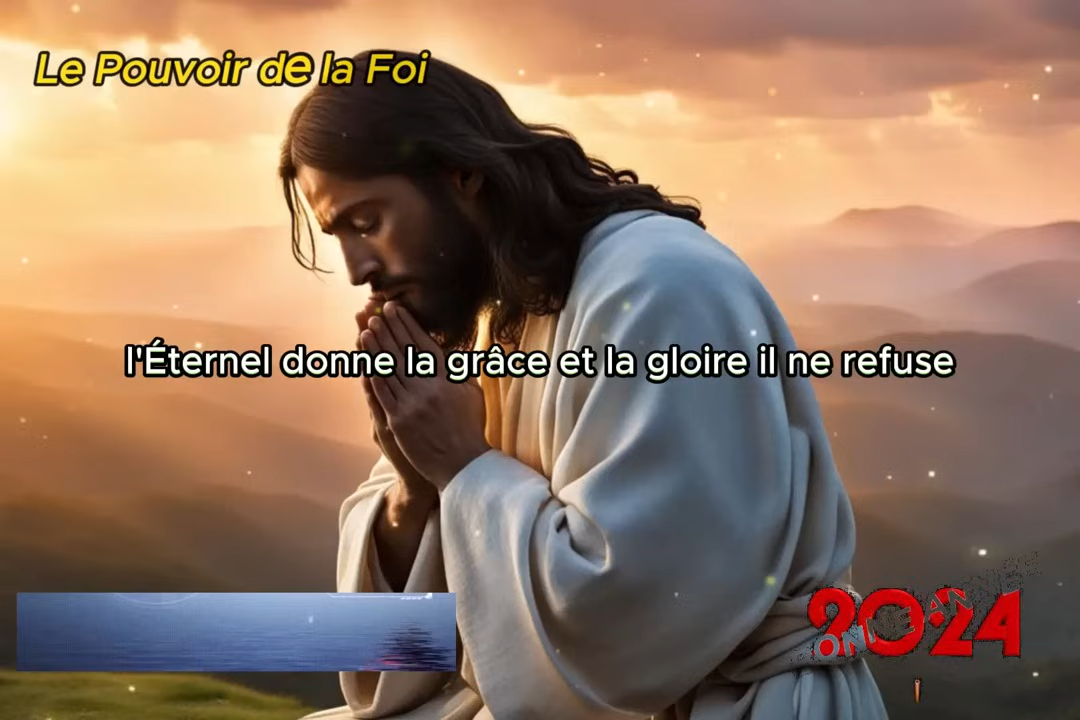 Le Pouvoir de la Foi
l'Éternel donne la grâce et la gloire il ne refuse
2024